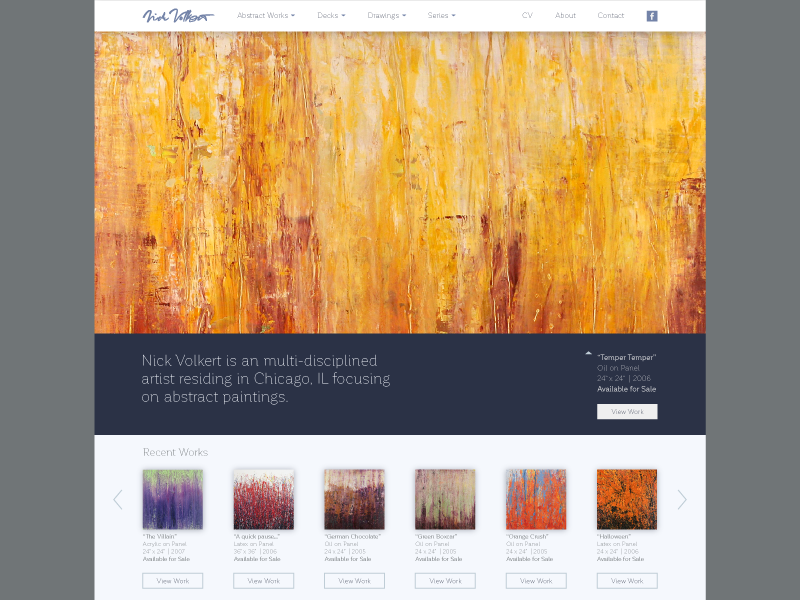 Nick Volkert
Abstract Works
Decks
Drawings
Series
CV
About
Contact
f
Nick Volkert is an multi-disciplined
artist residing in Chicago, IL focusing
on abstract paintings.
"Temper Temper"
Oil on Panel
24" x 24" | 2006
Available for Sale
View Work
Recent Works
"The Villain"
Acrylic on Panel
24" x 24" | 2007
Available for Sale
View Work
"A quick pause..."
Latex on Panel
36" x 36" | 2006
Available for Sale
View Work
"German Chocolate"
Oil on Panel
24 x 24" | 2005
Available for Sale
View Work
"Green Boxcar"
Oil on Panel
24 x 24" | 2005
Available for Sale
View Work
"Orange Crush"
Oil on Panel
24 x 24" | 2005
Available for Sale
View Work
"Halloween"
Latex on Panel
24 x 24" | 2006
Available for Sale
View Work